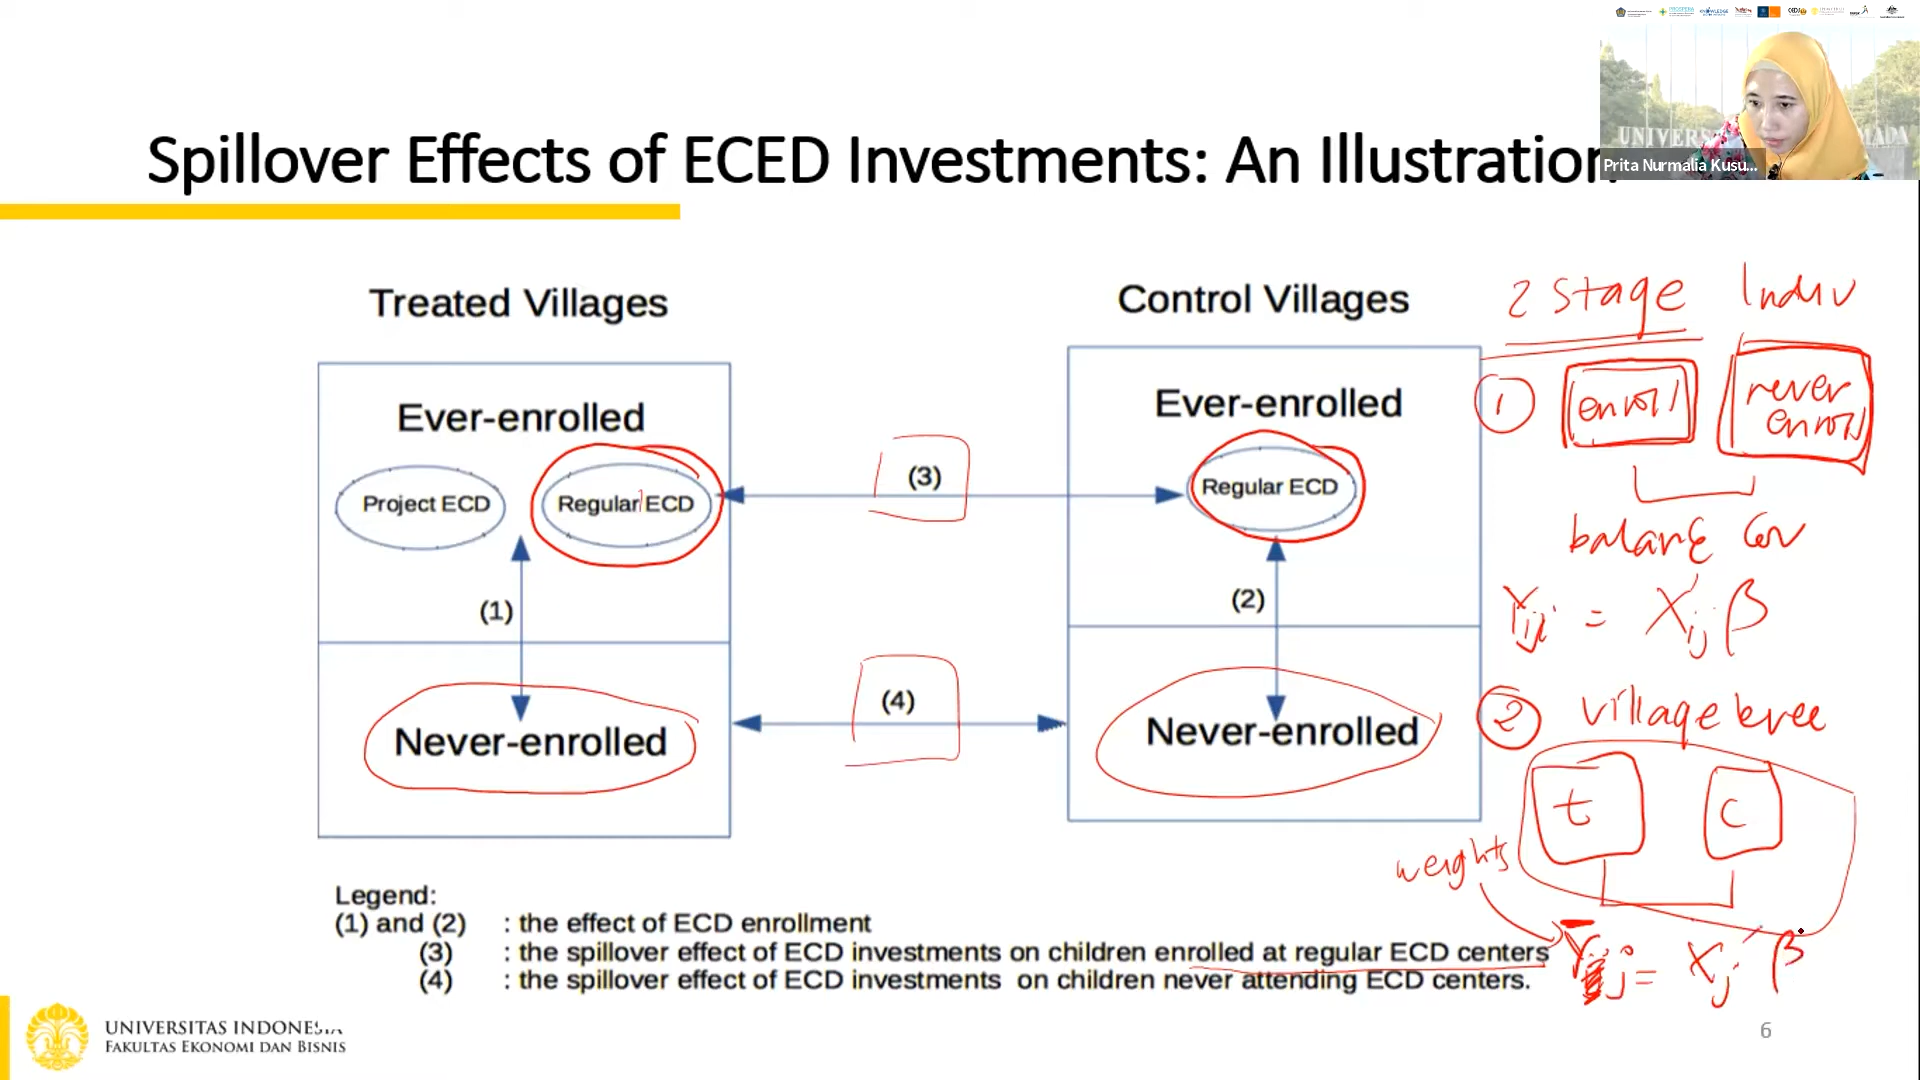 Spillover Effects of ECED Investments: An Illustration
Prita Nurmalia Kusu...
Treated Villages
Control Villages
Ever-enrolled
Project ECD
Regular ECD
(1)
Never-enrolled
(3)
(4)
Ever-enrolled
Regular ECD
(2)
Never-enrolled
2 stage Indiv
1 enroll never enroll
balance cov
Yij = X'ij β
2 village level
t c
weights
Ȳj = Xj' β
Legend:
(1) and (2) : the effect of ECD enrollment
(3) : the spillover effect of ECD investments on children enrolled at regular ECD centers
(4) : the spillover effect of ECD investments on children never attending ECD centers.
UNIVERSITAS INDONESIA
FAKULTAS EKONOMI DAN BISNIS
6